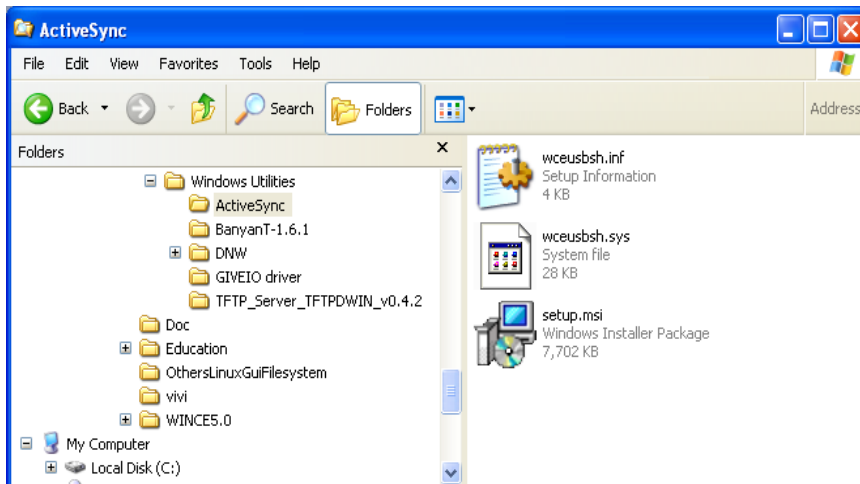 ActiveSync
File Edit View Favorites Tools Help
Back Search Folders Address
Folders
Windows Utilities
ActiveSync
BanyanT-1.6.1
DNW
GIVEIO driver
TFTP_Server_TFTPDWIN_v0.4.2
Doc
Education
OthersLinuxGuiFilesystem
vivi
WINCE5.0
My Computer
Local Disk (C:)
wceusbsh.inf
Setup Information
4 KB
wceusbsh.sys
System file
28 KB
setup.msi
Windows Installer Package
7,702 KB